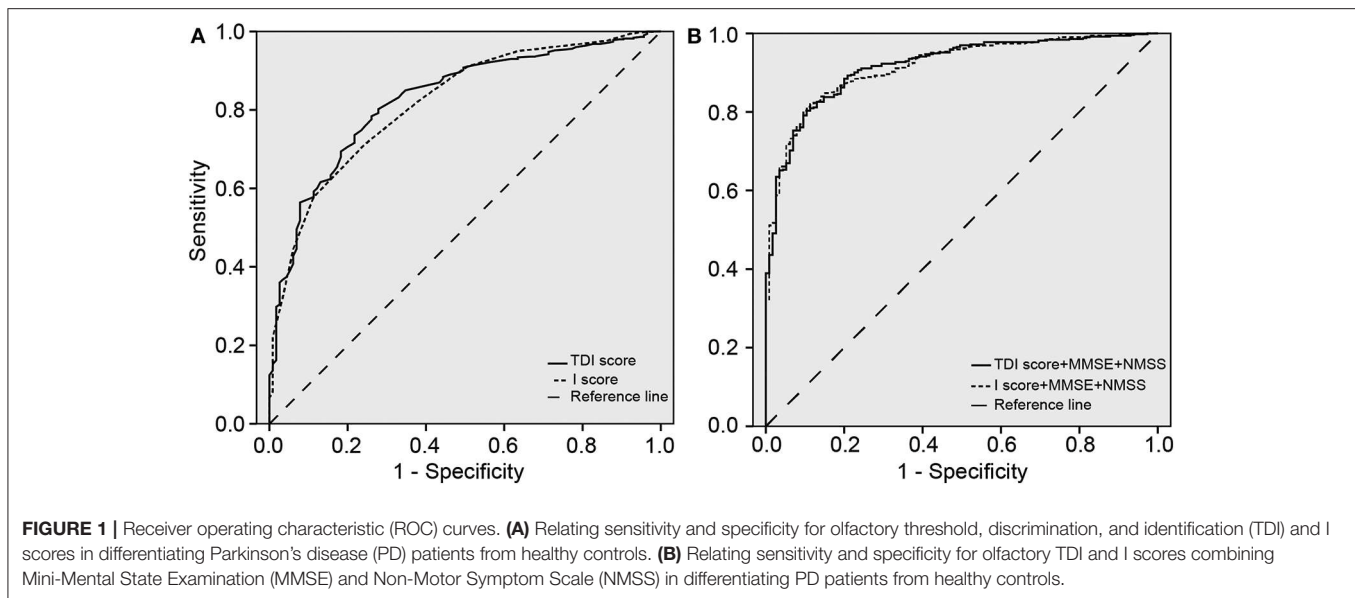 A
1.0
0.8
0.6
0.4
0.2
0.0
Sensitivity
TDI score
I score
Reference line
0.0 0.2 0.4 0.6 0.8 1.0
1 - Specificity
B
1.0
0.8
0.6
0.4
0.2
0.0
TDI score+MMSE+NMSS
I score+MMSE+NMSS
Reference line
0.0 0.2 0.4 0.6 0.8 1.0
1 - Specificity
FIGURE 1 | Receiver operating characteristic (ROC) curves. (A) Relating sensitivity and specificity for olfactory threshold, discrimination, and identification (TDI) and I
scores in differentiating Parkinson's disease (PD) patients from healthy controls. (B) Relating sensitivity and specificity for olfactory TDI and I scores combining
Mini-Mental State Examination (MMSE) and Non-Motor Symptom Scale (NMSS) in differentiating PD patients from healthy controls.